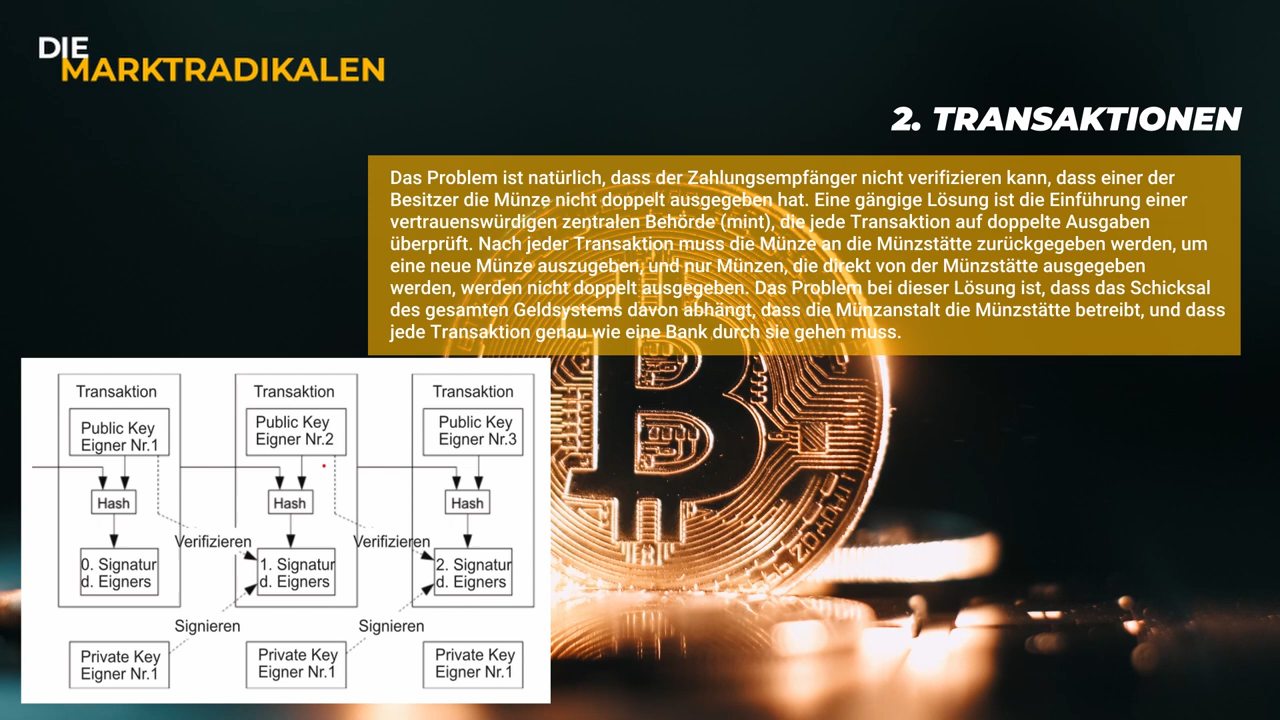 DIE
MARKTRADIKALEN
2. TRANSAKTIONEN
Das Problem ist natürlich, dass der Zahlungsempfänger nicht verifizieren kann, dass einer der
Besitzer die Münze nicht doppelt ausgegeben hat. Eine gängige Lösung ist die Einführung einer
vertrauenswürdigen zentralen Behörde (mint), die jede Transaktion auf doppelte Ausgaben
überprüft. Nach jeder Transaktion muss die Münze an die Münzstätte zurückgegeben werden, um
eine neue Münze auszugeben, und nur Münzen, die direkt von der Münzstätte ausgegeben
werden, werden nicht doppelt ausgegeben. Das Problem bei dieser Lösung ist, dass das Schicksal
des gesamten Geldsystems davon abhängt, dass die Münzanstalt die Münzstätte betreibt, und dass
jede Transaktion genau wie eine Bank durch sie gehen muss.
Transaktion
Public Key
Eigner Nr.1
Hash
0. Signatur
d. Eigners
Transaktion
Public Key
Eigner Nr.2
Hash
1. Signatur
d. Eigners
Transaktion
Public Key
Eigner Nr.3
Hash
2. Signatur
d. Eigners
Verifizieren
Verifizieren
Signieren
Signieren
Private Key
Eigner Nr.1
Private Key
Eigner Nr.1
Private Key
Eigner Nr.1